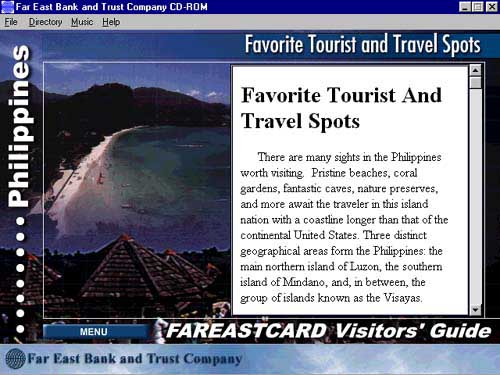 Far East Bank and Trust Company CD-ROM
File Directory Music Help
Favorite Tourist and Travel Spots
Philippines
Favorite Tourist And
Travel Spots
There are many sights in the Philippines
worth visiting. Pristine beaches, coral
gardens, fantastic caves, nature preserves,
and more await the traveler in this island
nation with a coastline longer than that of the
continental United States. Three distinct
geographical areas form the Philippines: the
main northern island of Luzon, the southern
island of Mindano, and, in between, the
group of islands known as the Visayas.
MENU
FAREASTCARD Visitors' Guide
Far East Bank and Trust Company